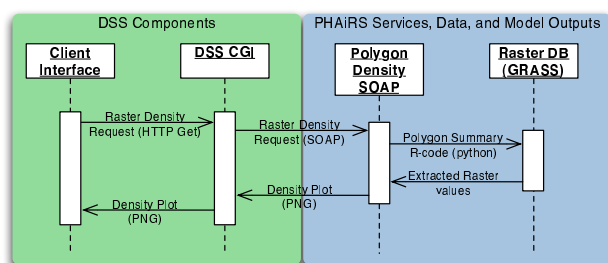 DSS Components
PHAiRS Services, Data, and Model Outputs
Client
Interface
DSS CGI
Polygon
Density
SOAP
Raster DB
(GRASS)
Raster Density
Request (HTTP Get)
Raster Density
Request (SOAP)
Polygon Summary
R-code (python)
Extracted Raster
values
Density Plot
(PNG)
Density Plot
(PNG)